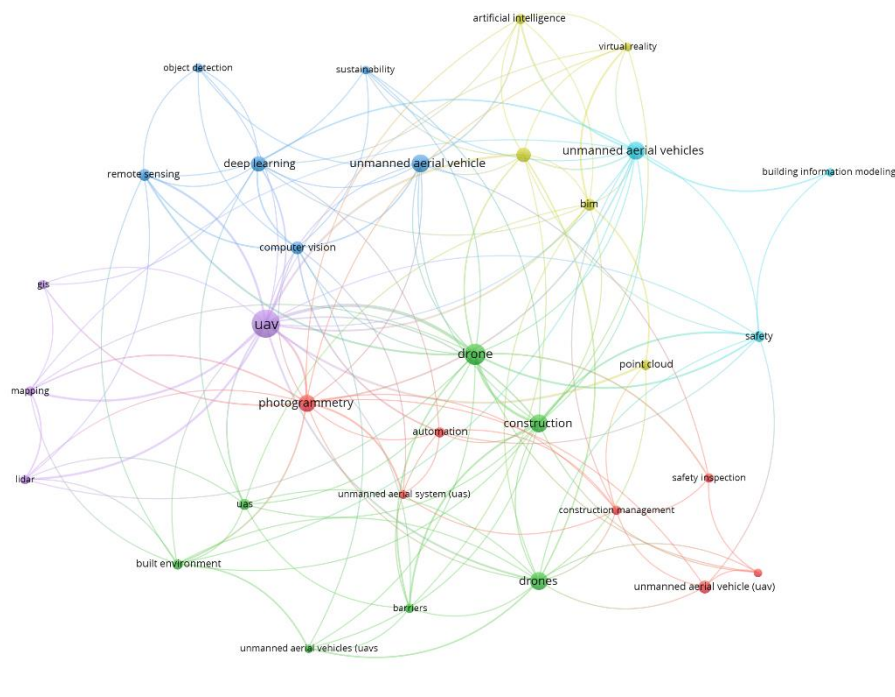 artificial intelligence
virtual reality
object detection
sustainability
deep learning
unmanned aerial vehicle
unmanned aerial vehicles
remote sensing
building information modeling
bim
computer vision
gis
uav
safety
drone
point cloud
mapping
photogrammetry
construction
automation
lidar
safety inspection
unmanned aerial system (uas)
uas
construction management
built environment
drones
unmanned aerial vehicle (uav)
barriers
unmanned aerial vehicles (uavs